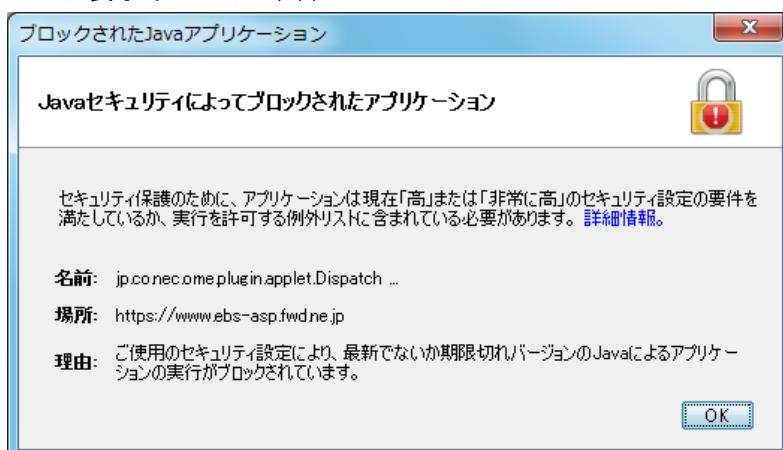 ブロックされたJavaアプリケーション
Javaセキュリティによってブロックされたアプリケーション
セキュリティ保護のために、アプリケーションは現在「高」または「非常に高」のセキュリティ設定の要件を
満たしているか、実行を許可する例外リストに含まれている必要があります。詳細情報。
名前: jp.co.nec.ome.plugin.applet.Dispatch ...
場所: https://www.ebs-asp.fwd.ne.jp
理由: ご使用のセキュリティ設定により、最新でないか期限切れバージョンのJavaによるアプリケー
ションの実行がブロックされています。
OK